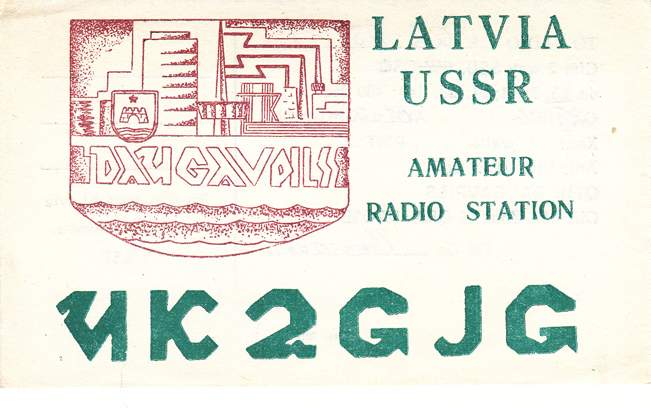 LATVIA
USSR
DAUGAVPILS
AMATEUR
RADIO STATION
UK2GJG